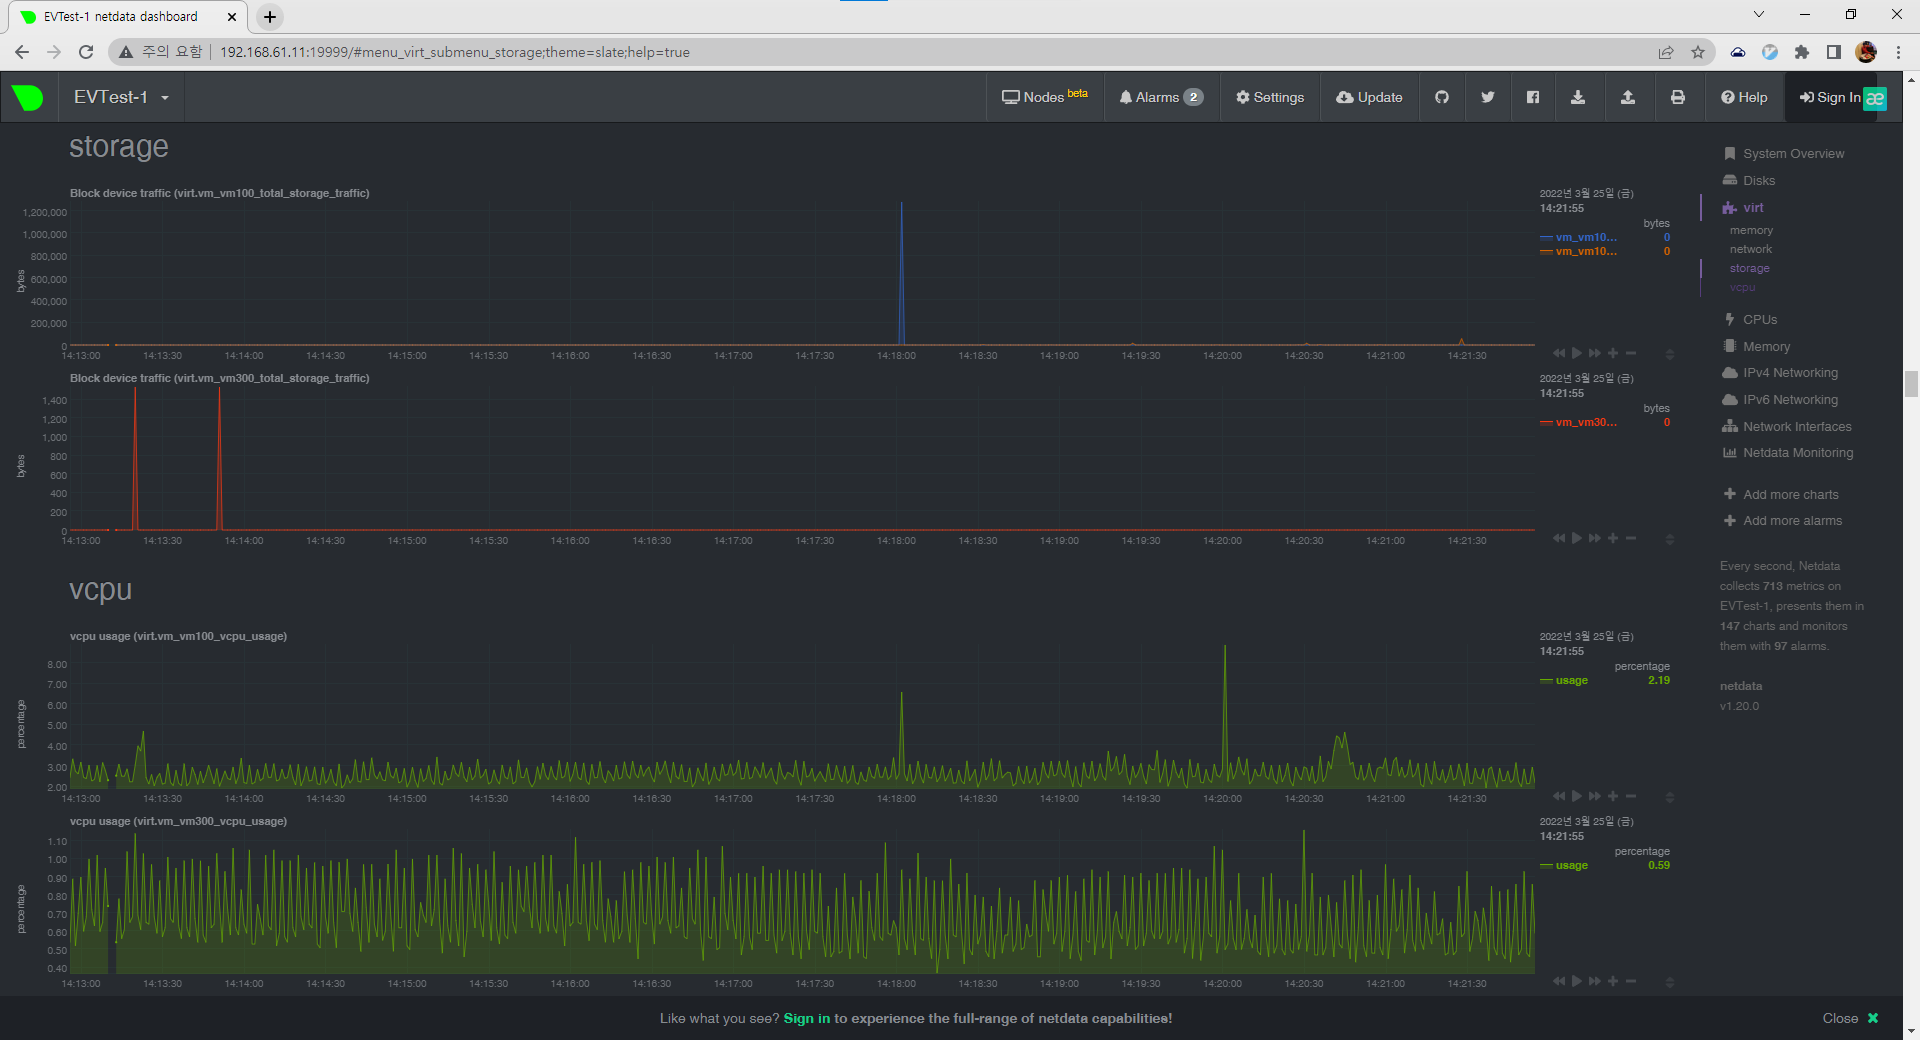 EVTest-1 netdata dashboard
주의 요함
192.168.61.11:19999/#menu_virt_submenu_storage;theme=slate;help=true
EVTest-1
Nodes beta
Alarms 2
Settings
Update
Help
Sign In
æ
storage
Block device traffic (virt.vm_vm100_total_storage_traffic)
2022년 3월 25일 (금)
14:21:55
bytes
vm_vm10... 0
vm_vm10... 0
bytes
1,200,000
1,000,000
800,000
600,000
400,000
200,000
0
14:13:00 14:13:30 14:14:00 14:14:30 14:15:00 14:15:30 14:16:00 14:16:30 14:17:00 14:17:30 14:18:00 14:18:30 14:19:00 14:19:30 14:20:00 14:20:30 14:21:00 14:21:30
Block device traffic (virt.vm_vm300_total_storage_traffic)
2022년 3월 25일 (금)
14:21:55
bytes
vm_vm30... 0
bytes
1,400
1,200
1,000
800
600
400
200
0
14:13:00 14:13:30 14:14:00 14:14:30 14:15:00 14:15:30 14:16:00 14:16:30 14:17:00 14:17:30 14:18:00 14:18:30 14:19:00 14:19:30 14:20:00 14:20:30 14:21:00 14:21:30
vcpu
vcpu usage (virt.vm_vm100_vcpu_usage)
2022년 3월 25일 (금)
14:21:55
percentage
usage 2.19
percentage
8.00
7.00
6.00
5.00
4.00
3.00
2.00
14:13:00 14:13:30 14:14:00 14:14:30 14:15:00 14:15:30 14:16:00 14:16:30 14:17:00 14:17:30 14:18:00 14:18:30 14:19:00 14:19:30 14:20:00 14:20:30 14:21:00 14:21:30
vcpu usage (virt.vm_vm300_vcpu_usage)
2022년 3월 25일 (금)
14:21:55
percentage
usage 0.59
percentage
1.10
1.00
0.90
0.80
0.70
0.60
0.50
0.40
14:13:00 14:13:30 14:14:00 14:14:30 14:15:00 14:15:30 14:16:00 14:16:30 14:17:00 14:17:30 14:18:00 14:18:30 14:19:00 14:19:30 14:20:00 14:20:30 14:21:00 14:21:30
System Overview
Disks
virt
memory
network
storage
vcpu
CPUs
Memory
IPv4 Networking
IPv6 Networking
Network Interfaces
Netdata Monitoring
Add more charts
Add more alarms
Every second, Netdata
collects 713 metrics on
EVTest-1, presents them in
147 charts and monitors
them with 97 alarms.
netdata
v1.20.0
Like what you see? Sign in to experience the full-range of netdata capabilities!
Close